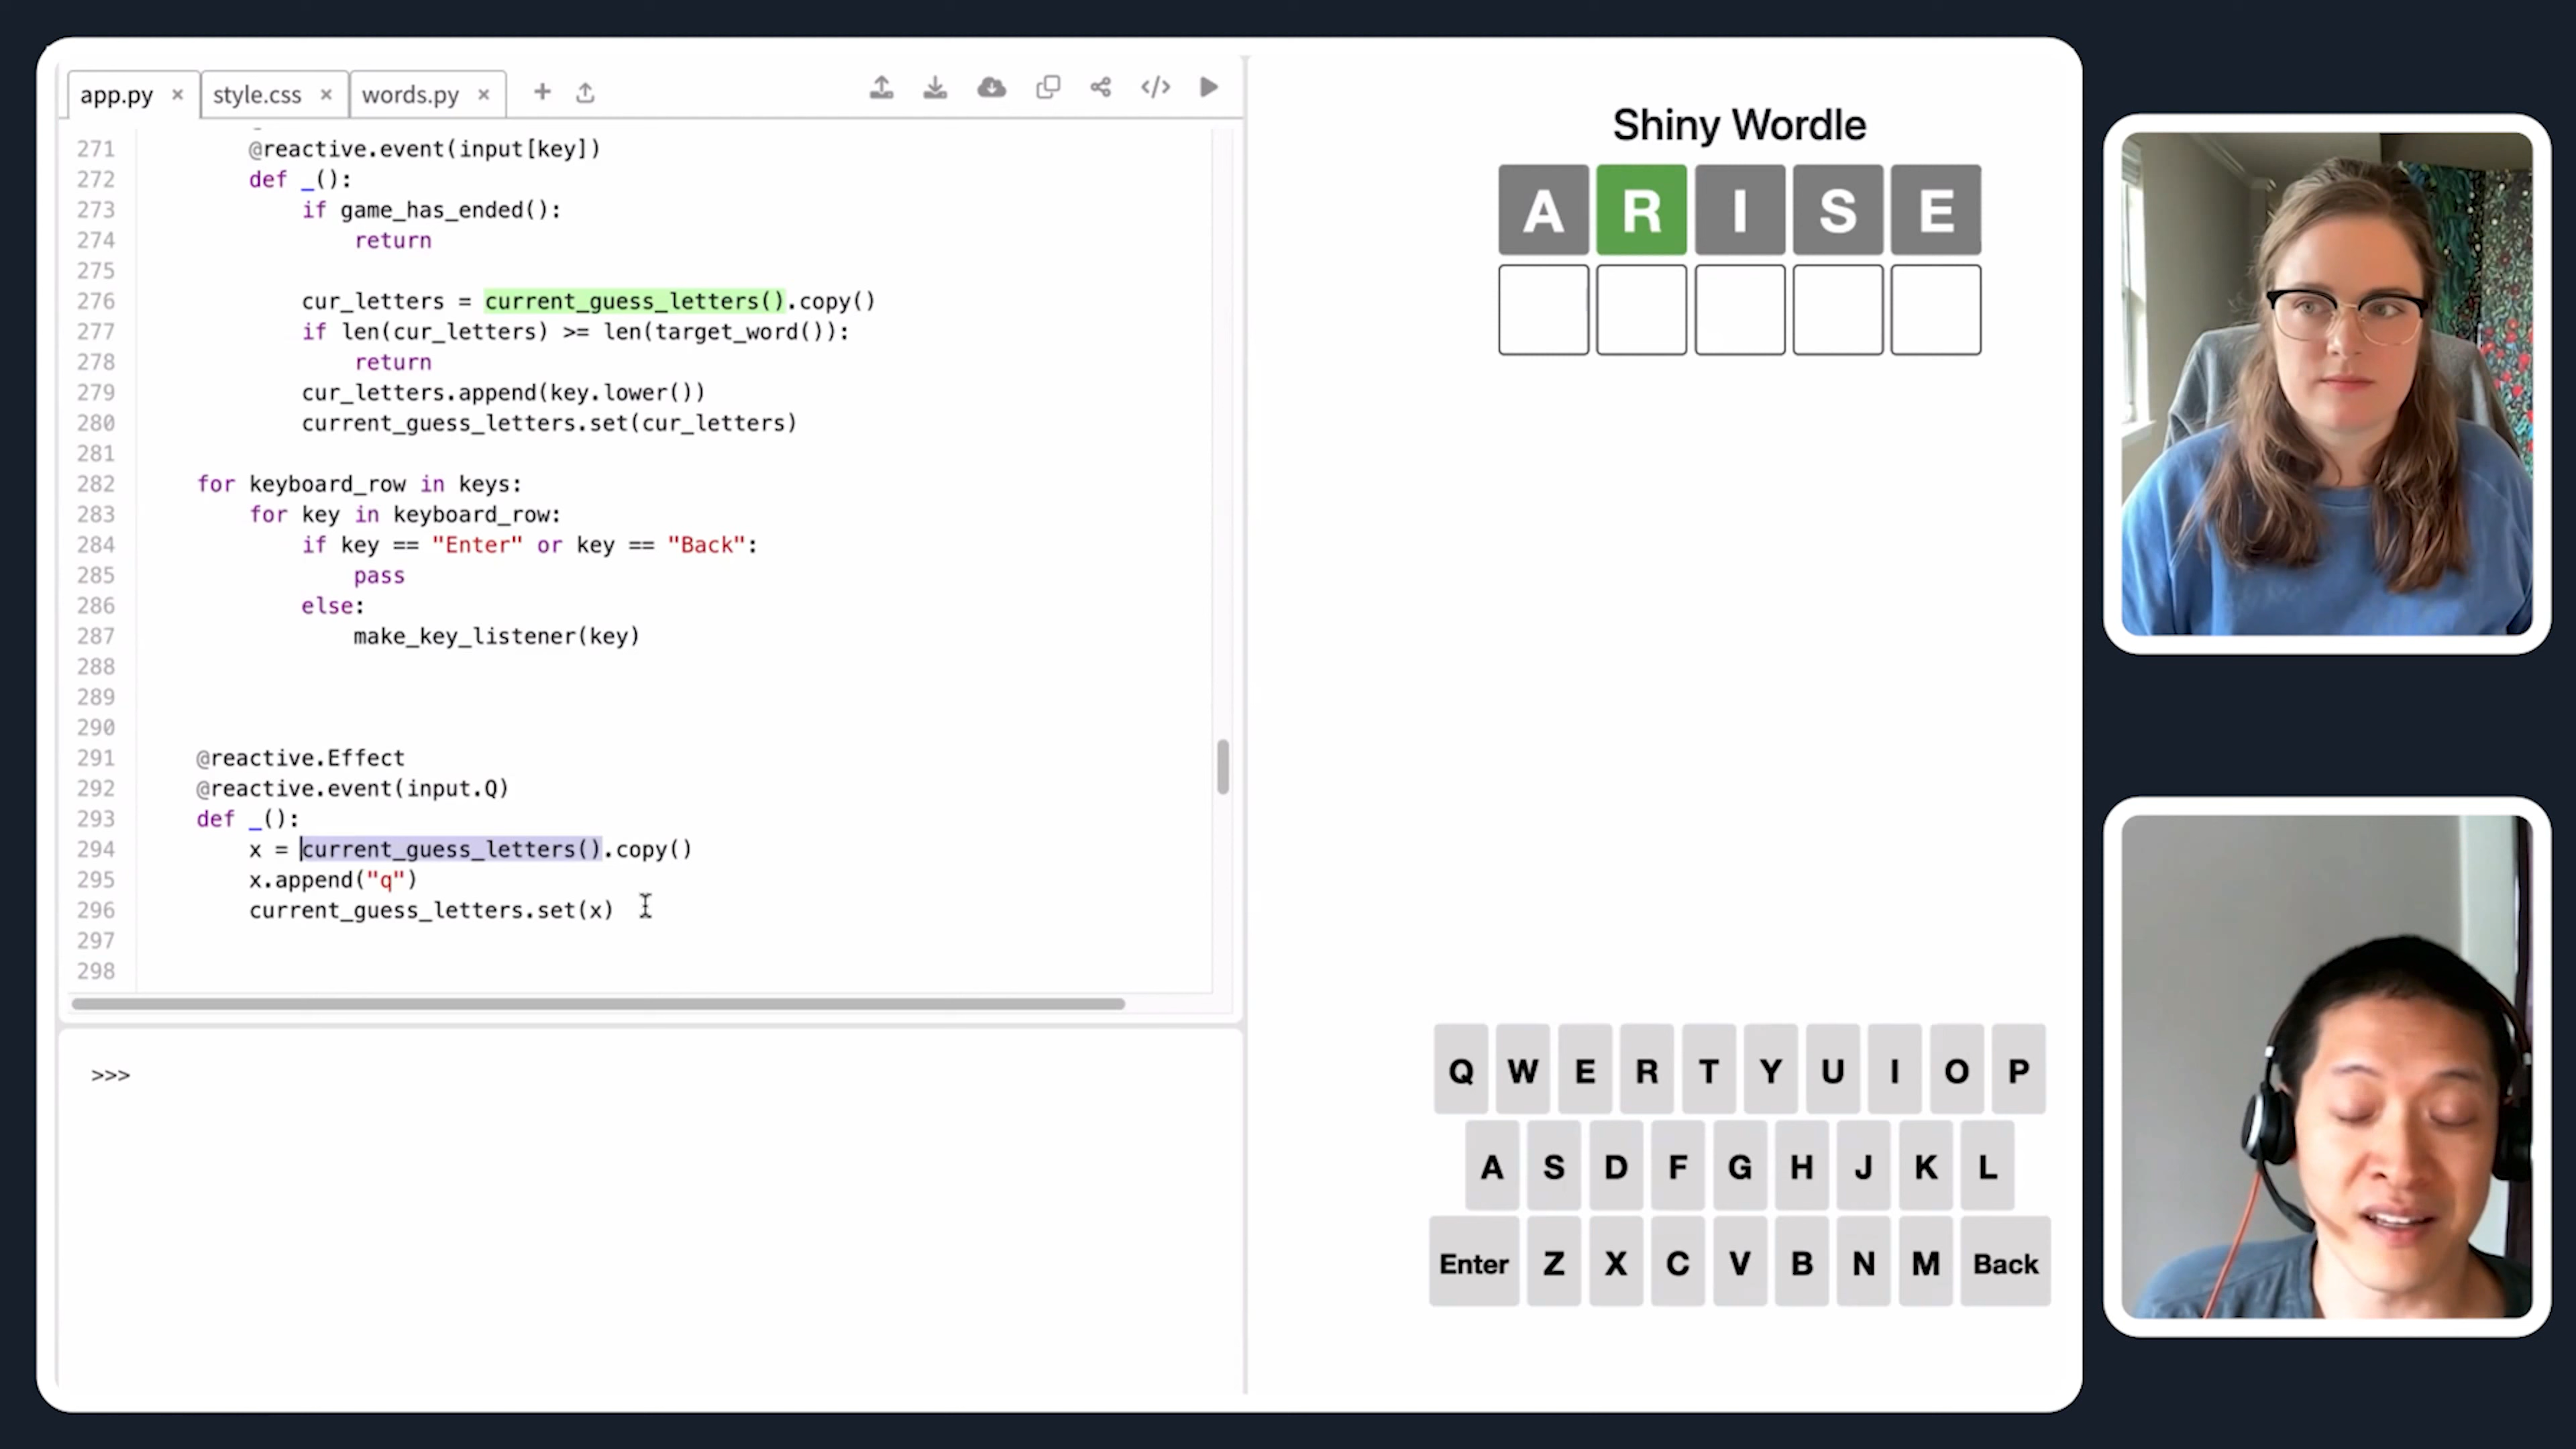 app.py × style.css × words.py × +
271 @reactive.event(input[key])
272 def _():
273 if game_has_ended():
274 return
275
276 cur_letters = current_guess_letters().copy()
277 if len(cur_letters) >= len(target_word()):
278 return
279 cur_letters.append(key.lower())
280 current_guess_letters.set(cur_letters)
281
282 for keyboard_row in keys:
283 for key in keyboard_row:
284 if key == "Enter" or key == "Back":
285 pass
286 else:
287 make_key_listener(key)
288
289
290
291 @reactive.Effect
292 @reactive.event(input.Q)
293 def _():
294 x = current_guess_letters().copy()
295 x.append("q")
296 current_guess_letters.set(x)
297
298
>>>
Shiny Wordle
A R I S E
Q W E R T Y U I O P
A S D F G H J K L
Enter Z X C V B N M Back